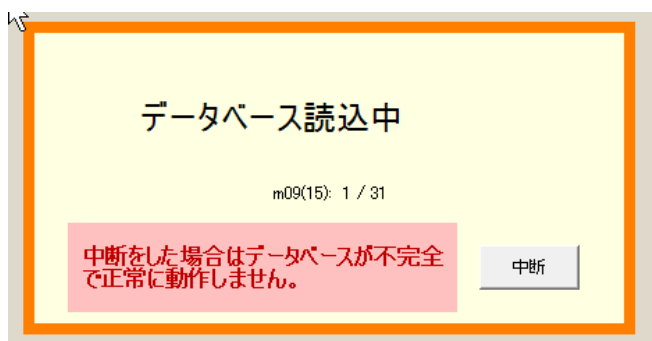 データベース読込中
m09(15): 1 / 31
中断をした場合はデータベースが不完全
で正常に動作しません。
中断